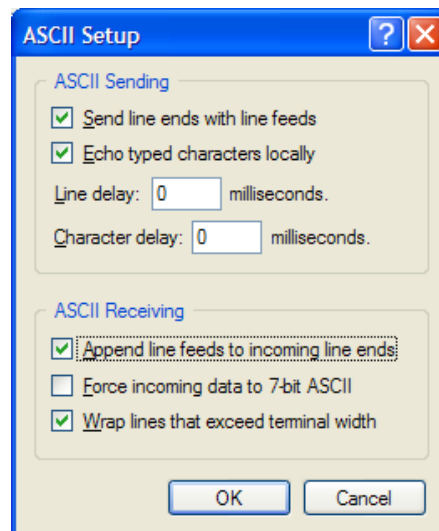 ASCII Setup
ASCII Sending
Send line ends with line feeds
Echo typed characters locally
Line delay: 0 milliseconds.
Character delay: 0 milliseconds.
ASCII Receiving
Append line feeds to incoming line ends
Force incoming data to 7-bit ASCII
Wrap lines that exceed terminal width
OK Cancel